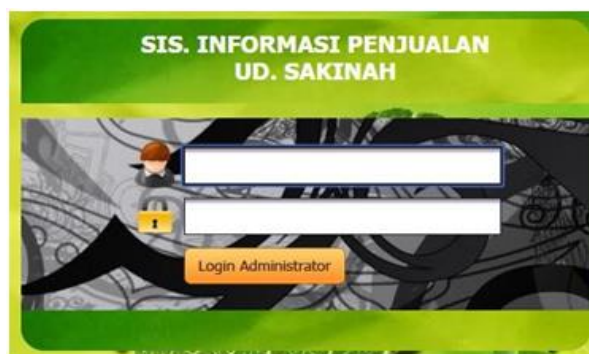 SIS. INFORMASI PENJUALAN
UD. SAKINAH
Login Administrator